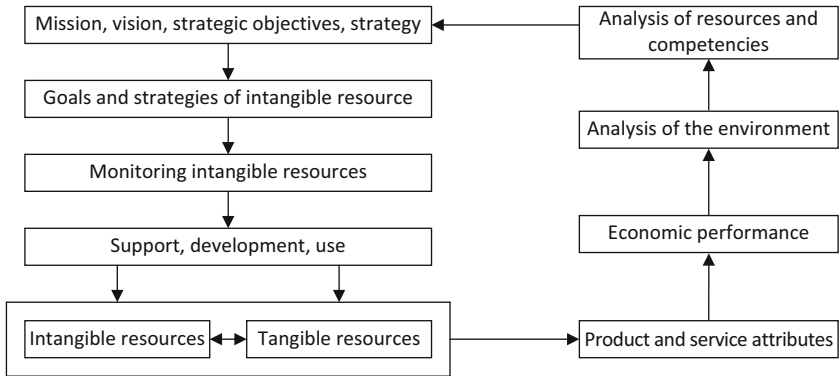 Mission, vision, strategic objectives, strategy
Goals and strategies of intangible resource
Monitoring intangible resources
Support, development, use
Intangible resources
Tangible resources
Product and service attributes
Economic performance
Analysis of the environment
Analysis of resources and
competencies